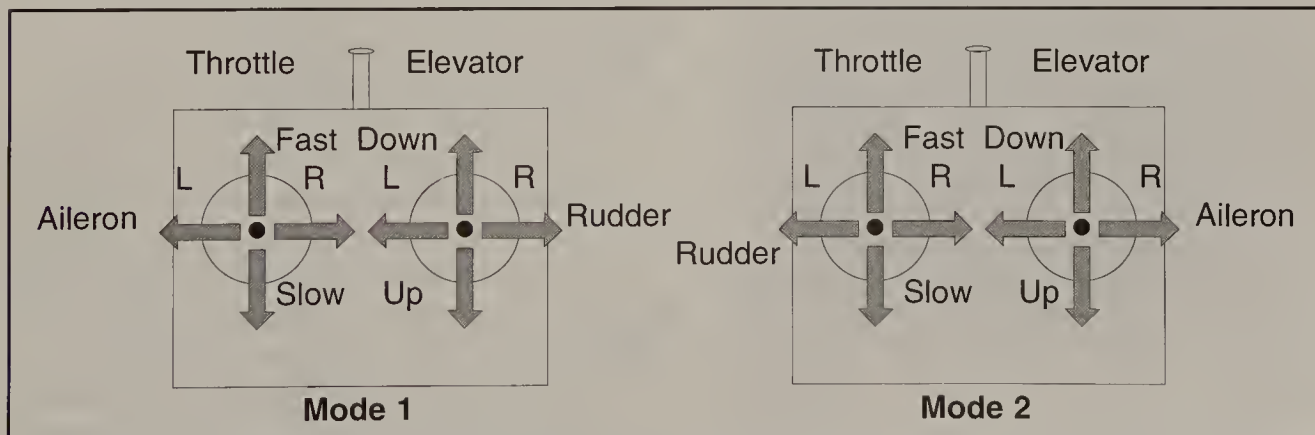 Throttle Elevator
Fast Down
L R L R
Aileron Rudder
Slow Up
Mode 1
Throttle Elevator
Fast Down
L R L R
Rudder Aileron
Slow Up
Mode 2